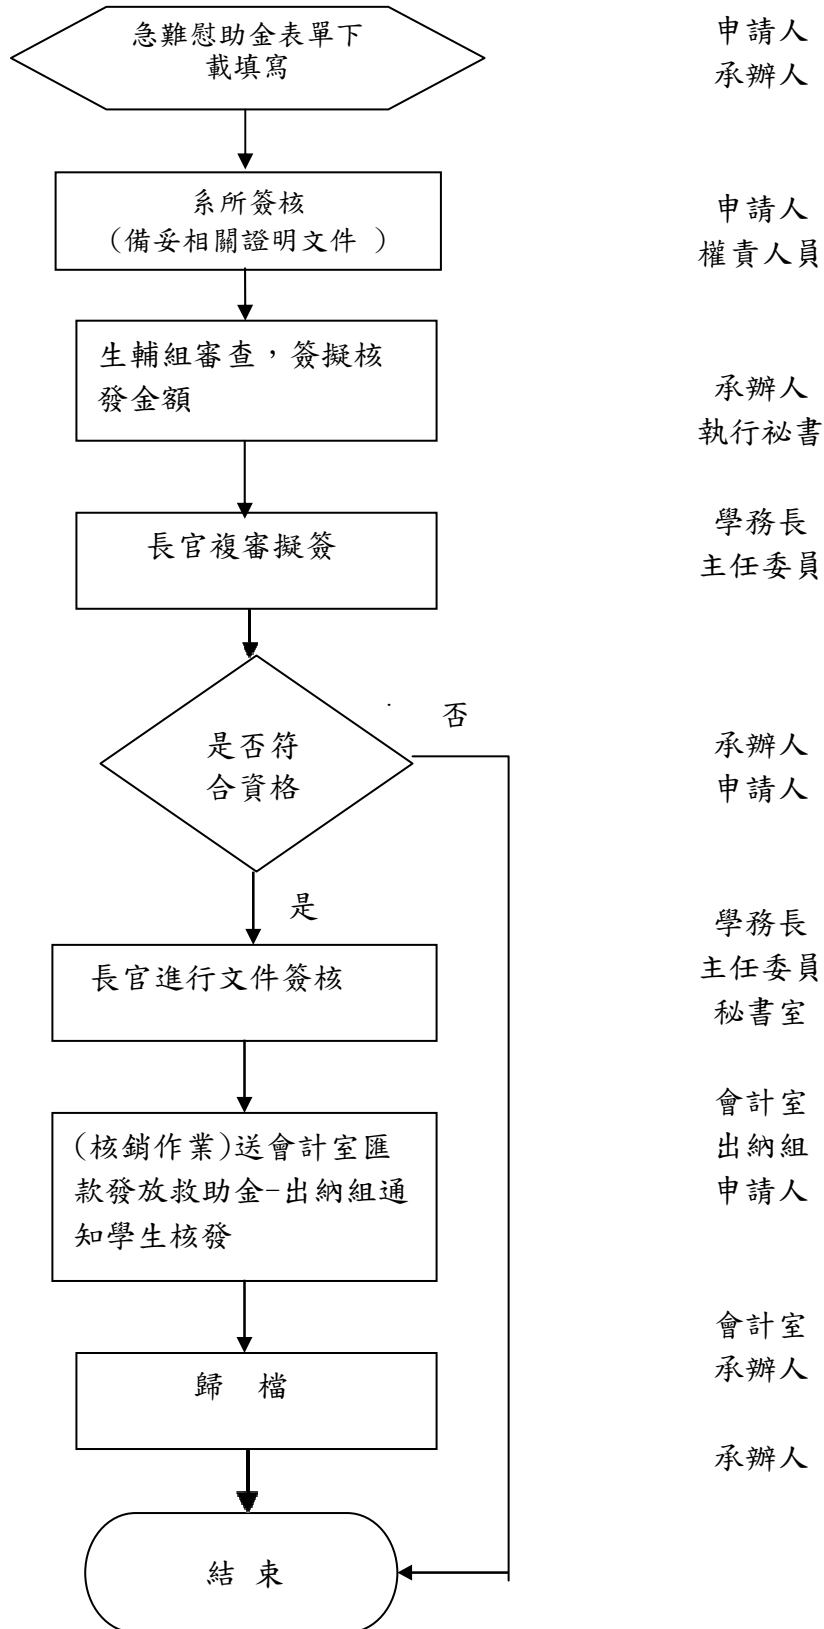 急難慰助金表單下
載填寫
申請人
承辦人
系所簽核
（備妥相關證明文件 ）
申請人
權責人員
生輔組審查，簽擬核
發金額
承辦人
執行祕書
長官複審擬簽
學務長
主任委員
否
是否符
合資格
承辦人
申請人
是
長官進行文件簽核
學務長
主任委員
秘書室
(核銷作業)送會計室匯
款發放救助金-出納組通
知學生核發
會計室
出納組
申請人
歸 檔
會計室
承辦人
承辦人
結 束